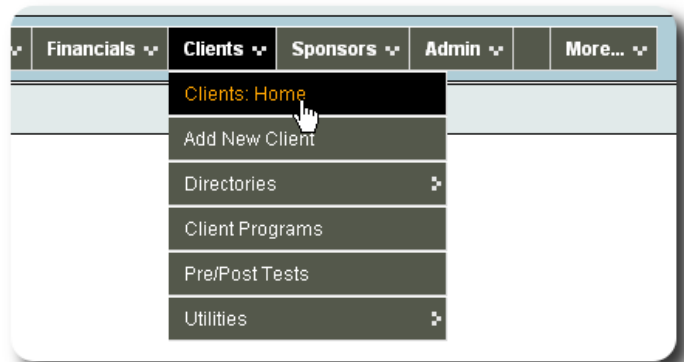 Financials Clients Sponsors Admin More...
Clients: Home
Add New Client
Directories
Client Programs
Pre/Post Tests
Utilities